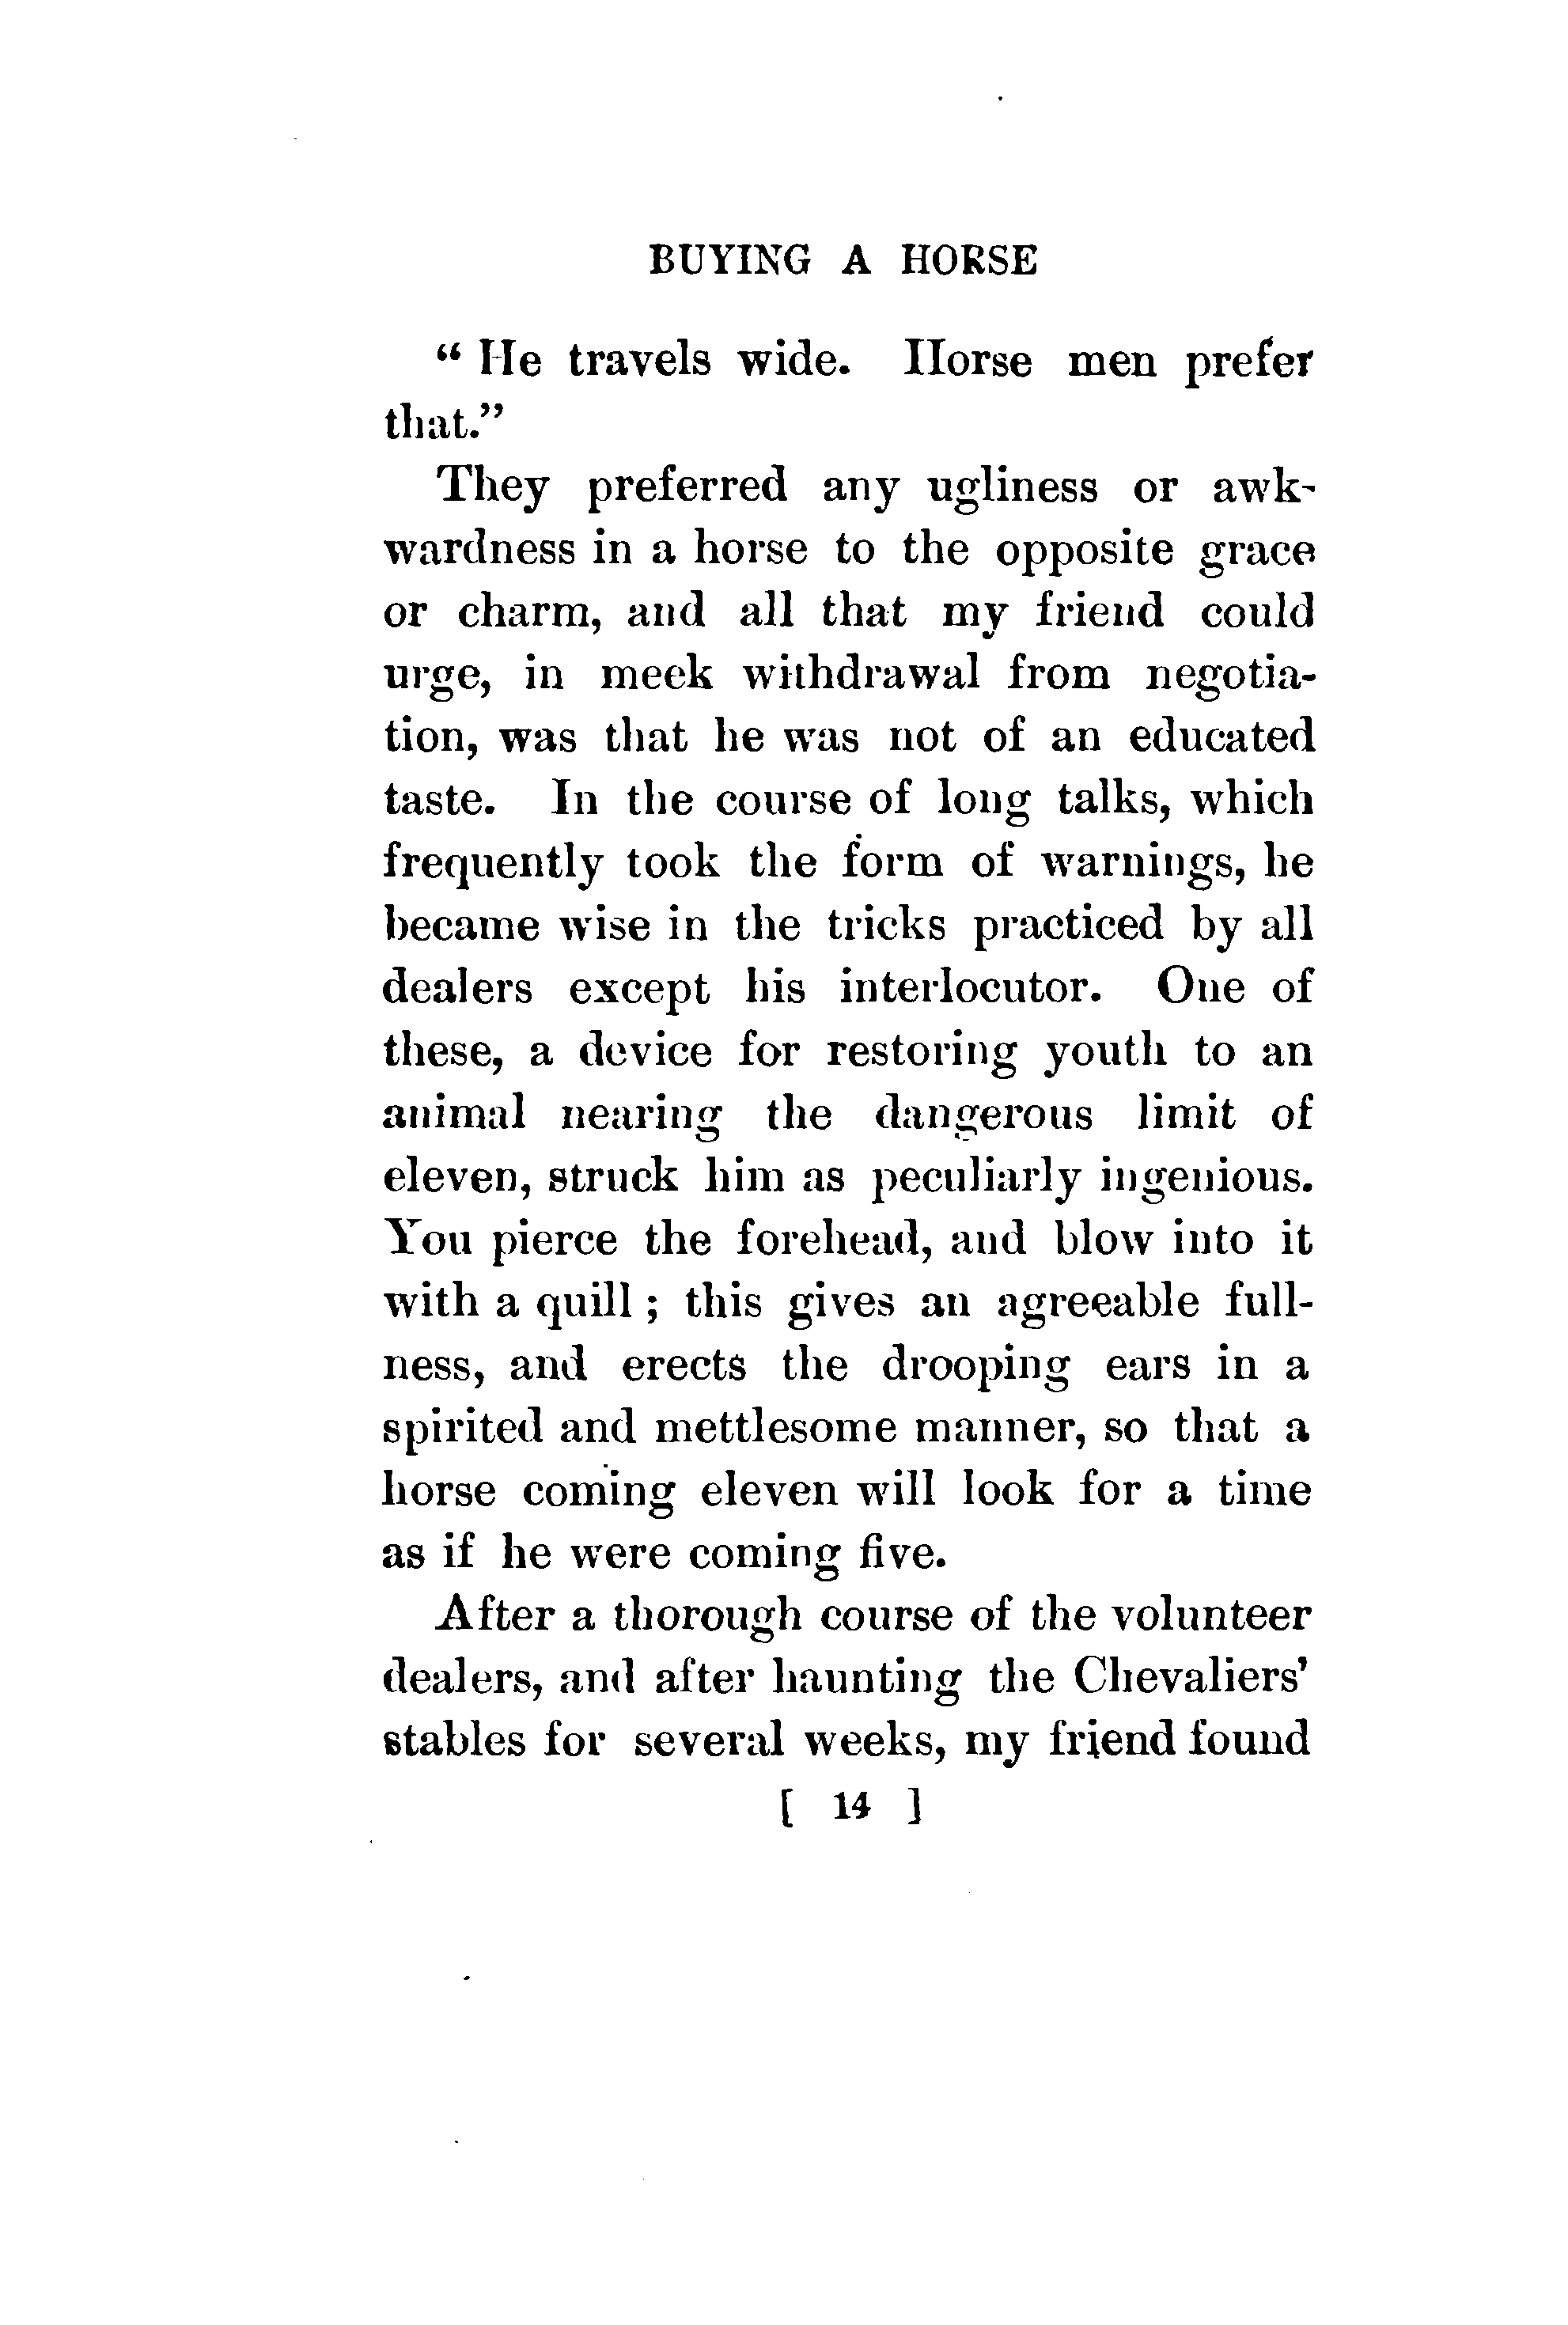 BUYING A HORSE
“ He travels wide. Horse men prefer
that.”
They preferred any ugliness or awk-
wardness in a horse to the opposite grace
or charm, and all that my friend could
urge, in meek withdrawal from negotia-
tion, was that he was not of an educated
taste. In the course of long talks, which
frequently took the form of warnings, he
became wise in the tricks practiced by all
dealers except his interlocutor. One of
these, a device for restoring youth to an
animal nearing the dangerous limit of
eleven, struck him as peculiarly ingenious.
You pierce the forehead, and blow into it
with a quill ; this gives an agreeable full-
ness, and erects the drooping ears in a
spirited and mettlesome manner, so that a
horse coming eleven will look for a time
as if he were coming five.
After a thorough course of the volunteer
dealers, and after haunting the Chevaliers’
stables for several weeks, my friend found
[ 14 ]